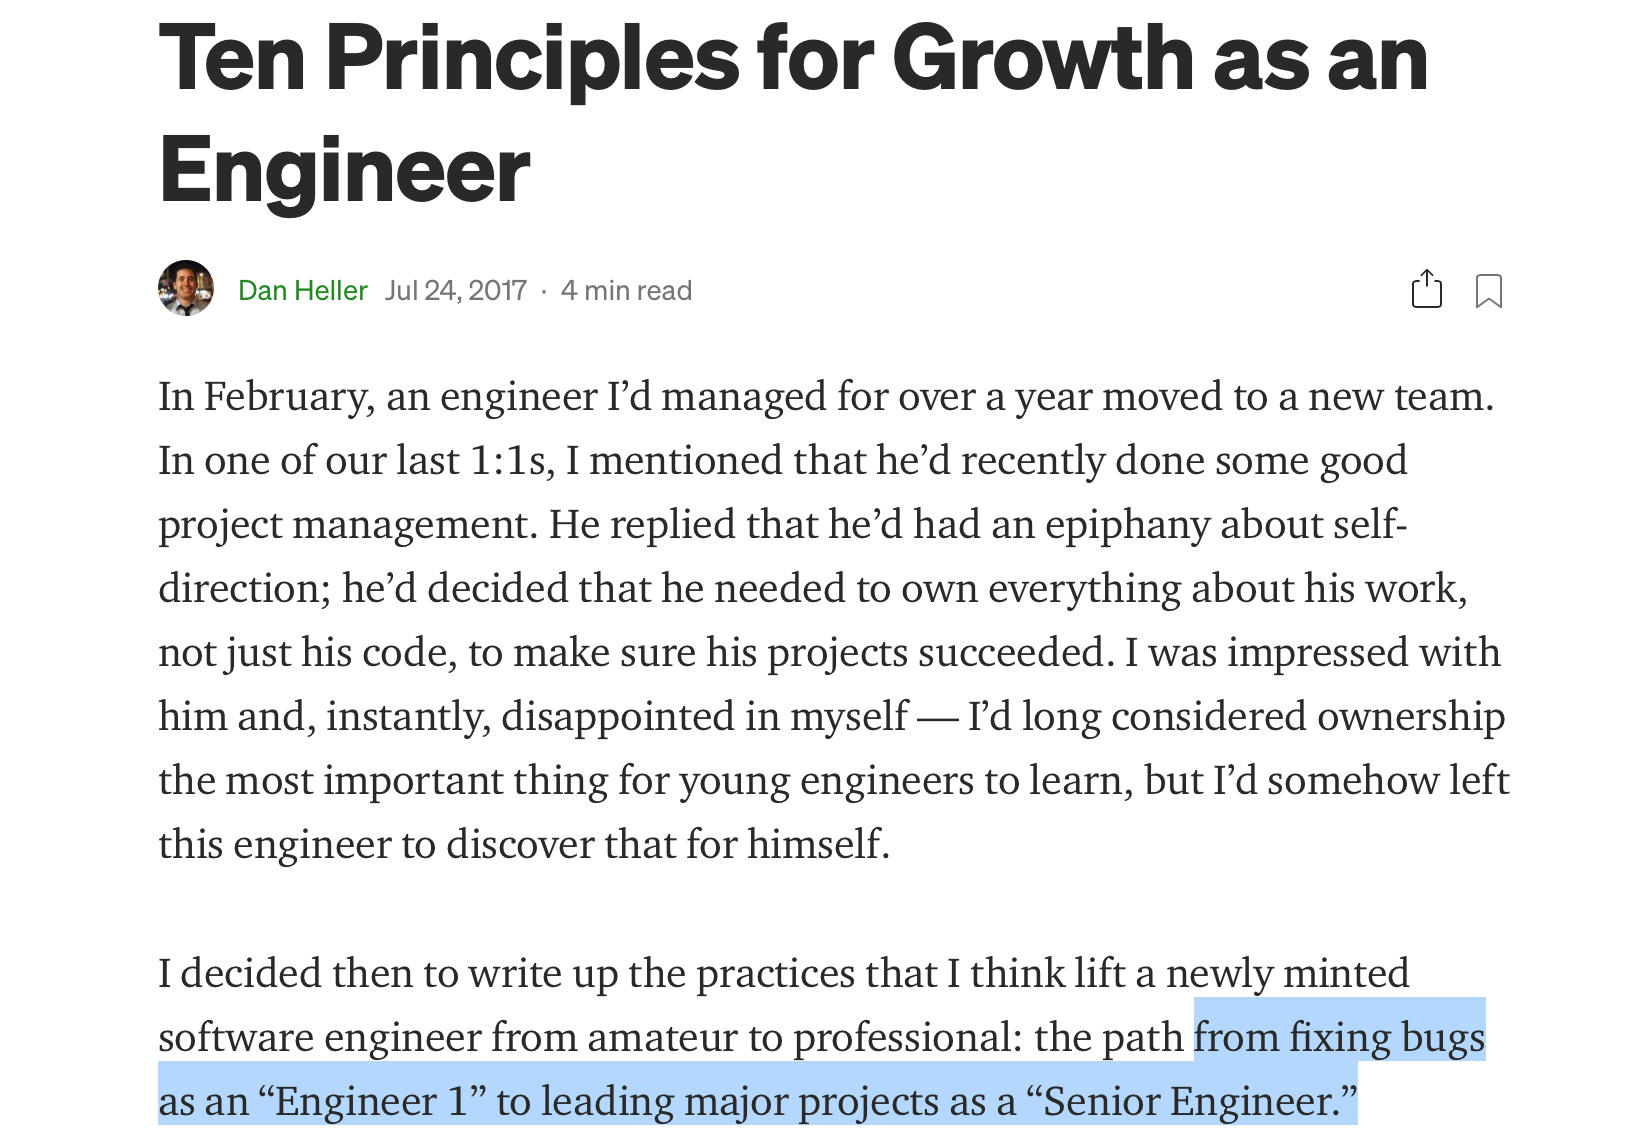 Ten Principles for Growth as an
Engineer
Dan Heller Jul 24, 2017 · 4 min read
In February, an engineer I’d managed for over a year moved to a new team.
In one of our last 1:1s, I mentioned that he’d recently done some good
project management. He replied that he’d had an epiphany about self-
direction; he’d decided that he needed to own everything about his work,
not just his code, to make sure his projects succeeded. I was impressed with
him and, instantly, disappointed in myself — I’d long considered ownership
the most important thing for young engineers to learn, but I’d somehow left
this engineer to discover that for himself.
I decided then to write up the practices that I think lift a newly minted
software engineer from amateur to professional: the path from fixing bugs
as an “Engineer 1” to leading major projects as a “Senior Engineer.”